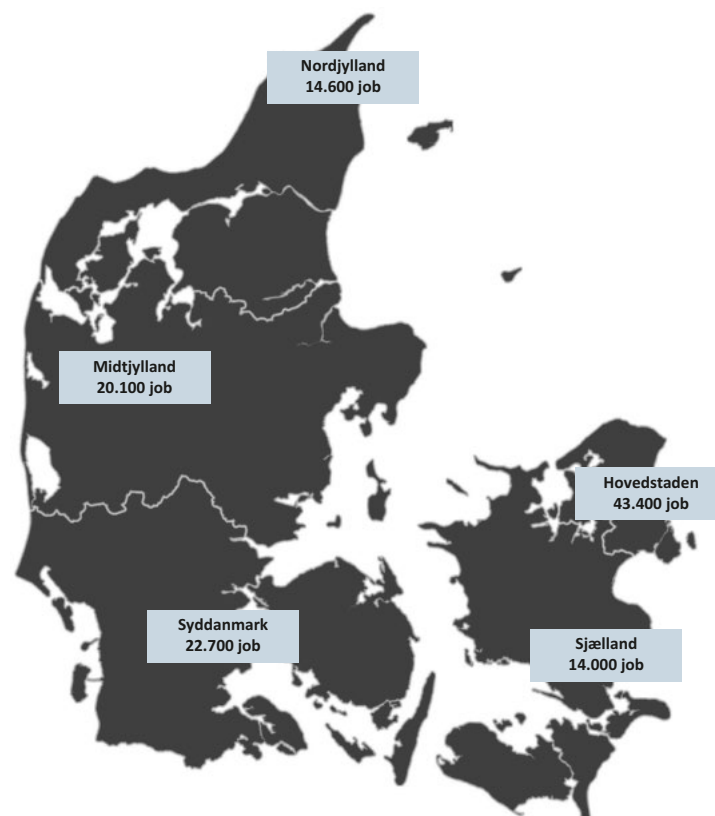 Nordjylland
14.600 job
Midtjylland
20.100 job
Hovedstaden
43.400 job
Syddanmark
22.700 job
Sjælland
14.000 job